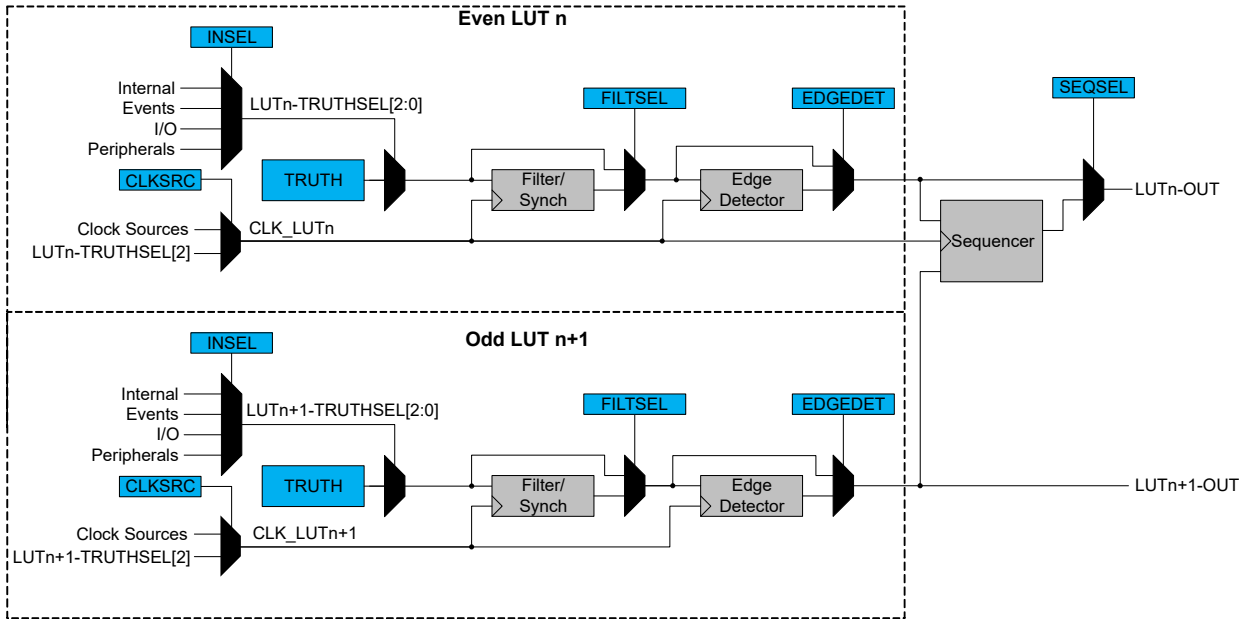 Even LUT n
INSEL
Internal
Events
I/O
Peripherals
LUTn-TRUTHSEL[2:0]
FILTSEL
EDGEDET
SEQSEL
CLKSRC
TRUTH
Filter/
Synch
Edge
Detector
LUTn-OUT
Clock Sources
LUTn-TRUTHSEL[2]
CLK_LUTn
Sequencer
Odd LUT n+1
INSEL
Internal
Events
I/O
Peripherals
LUTn+1-TRUTHSEL[2:0]
FILTSEL
EDGEDET
CLKSRC
TRUTH
Filter/
Synch
Edge
Detector
LUTn+1-OUT
Clock Sources
LUTn+1-TRUTHSEL[2]
CLK_LUTn+1